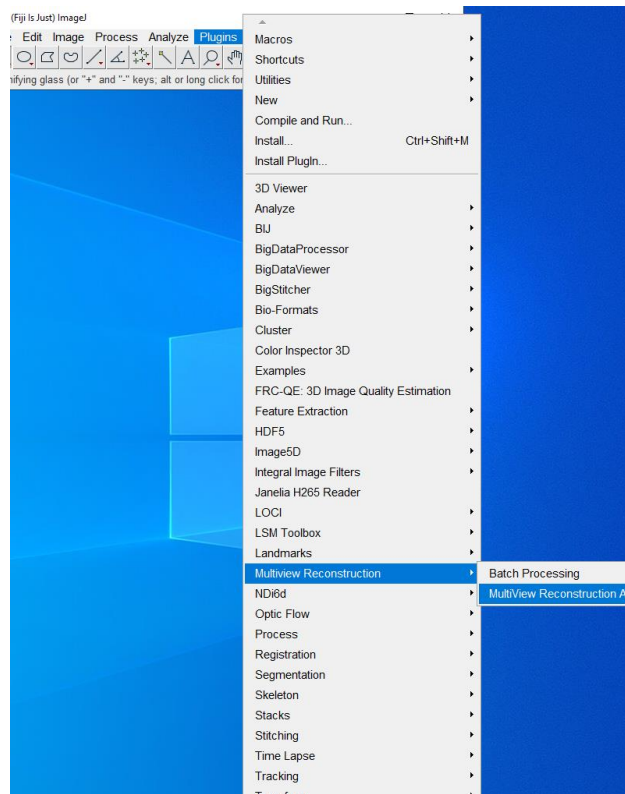 (Fiji Is Just) ImageJ
Edit Image Process Analyze Plugins
nifying glass (or "+" and "-" keys; alt or long click for
Macros
Shortcuts
Utilities
New
Compile and Run...
Install... Ctrl+Shift+M
Install PlugIn...
3D Viewer
Analyze
BIJ
BigDataProcessor
BigDataViewer
BigStitcher
Bio-Formats
Cluster
Color Inspector 3D
Examples
FRC-QE: 3D Image Quality Estimation
Feature Extraction
HDF5
Image5D
Integral Image Filters
Janelia H265 Reader
LOCI
LSM Toolbox
Landmarks
Multiview Reconstruction
Batch Processing
NDi6d
MultiView Reconstruction A
Optic Flow
Process
Registration
Segmentation
Skeleton
Stacks
Stitching
Time Lapse
Tracking